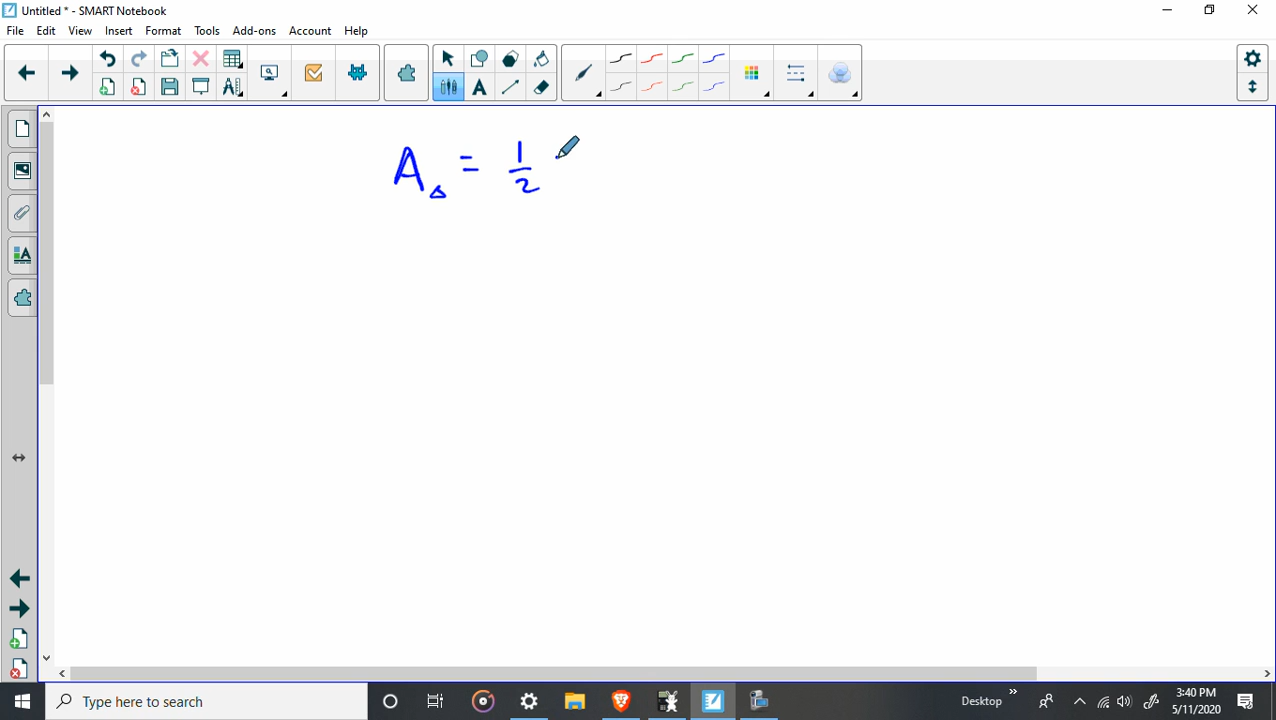 Untitled * - SMART Notebook
File Edit View Insert Format Tools Add-ons Account Help
A△ = 1/2
Type here to search
Desktop
3:40 PM
5/11/2020